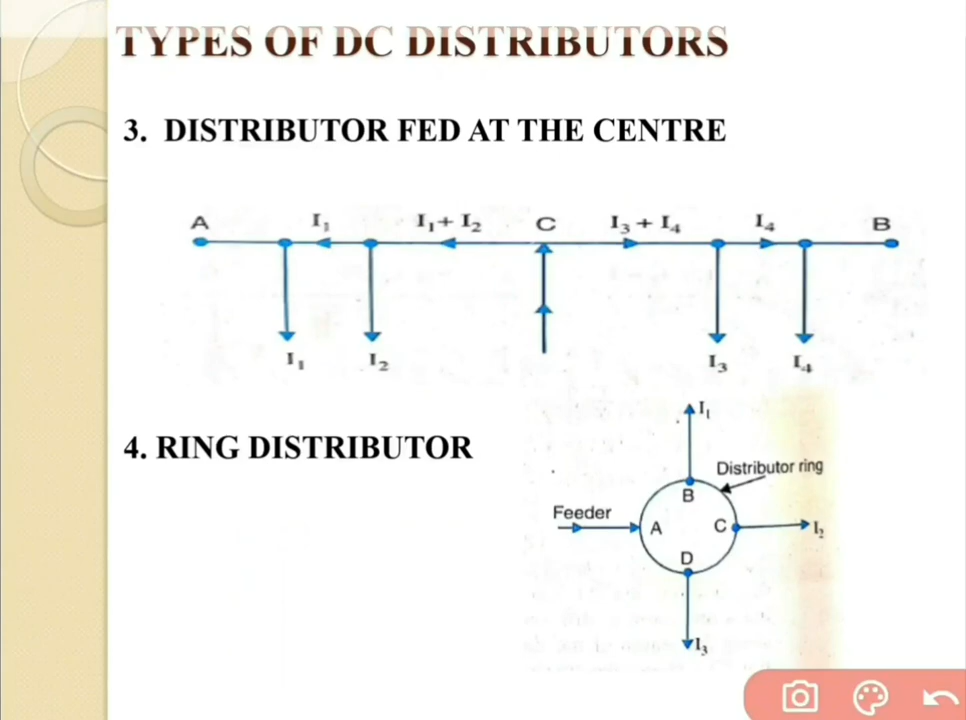 TYPES OF DC DISTRIBUTORS
3. DISTRIBUTOR FED AT THE CENTRE
A I₁ I₁+ I₂ C I₃ + I₄ I₄ B
I₁ I₂ I₃ I₄
4. RING DISTRIBUTOR
I₁
Distributor ring
B
Feeder
A C I₂
D
I₃